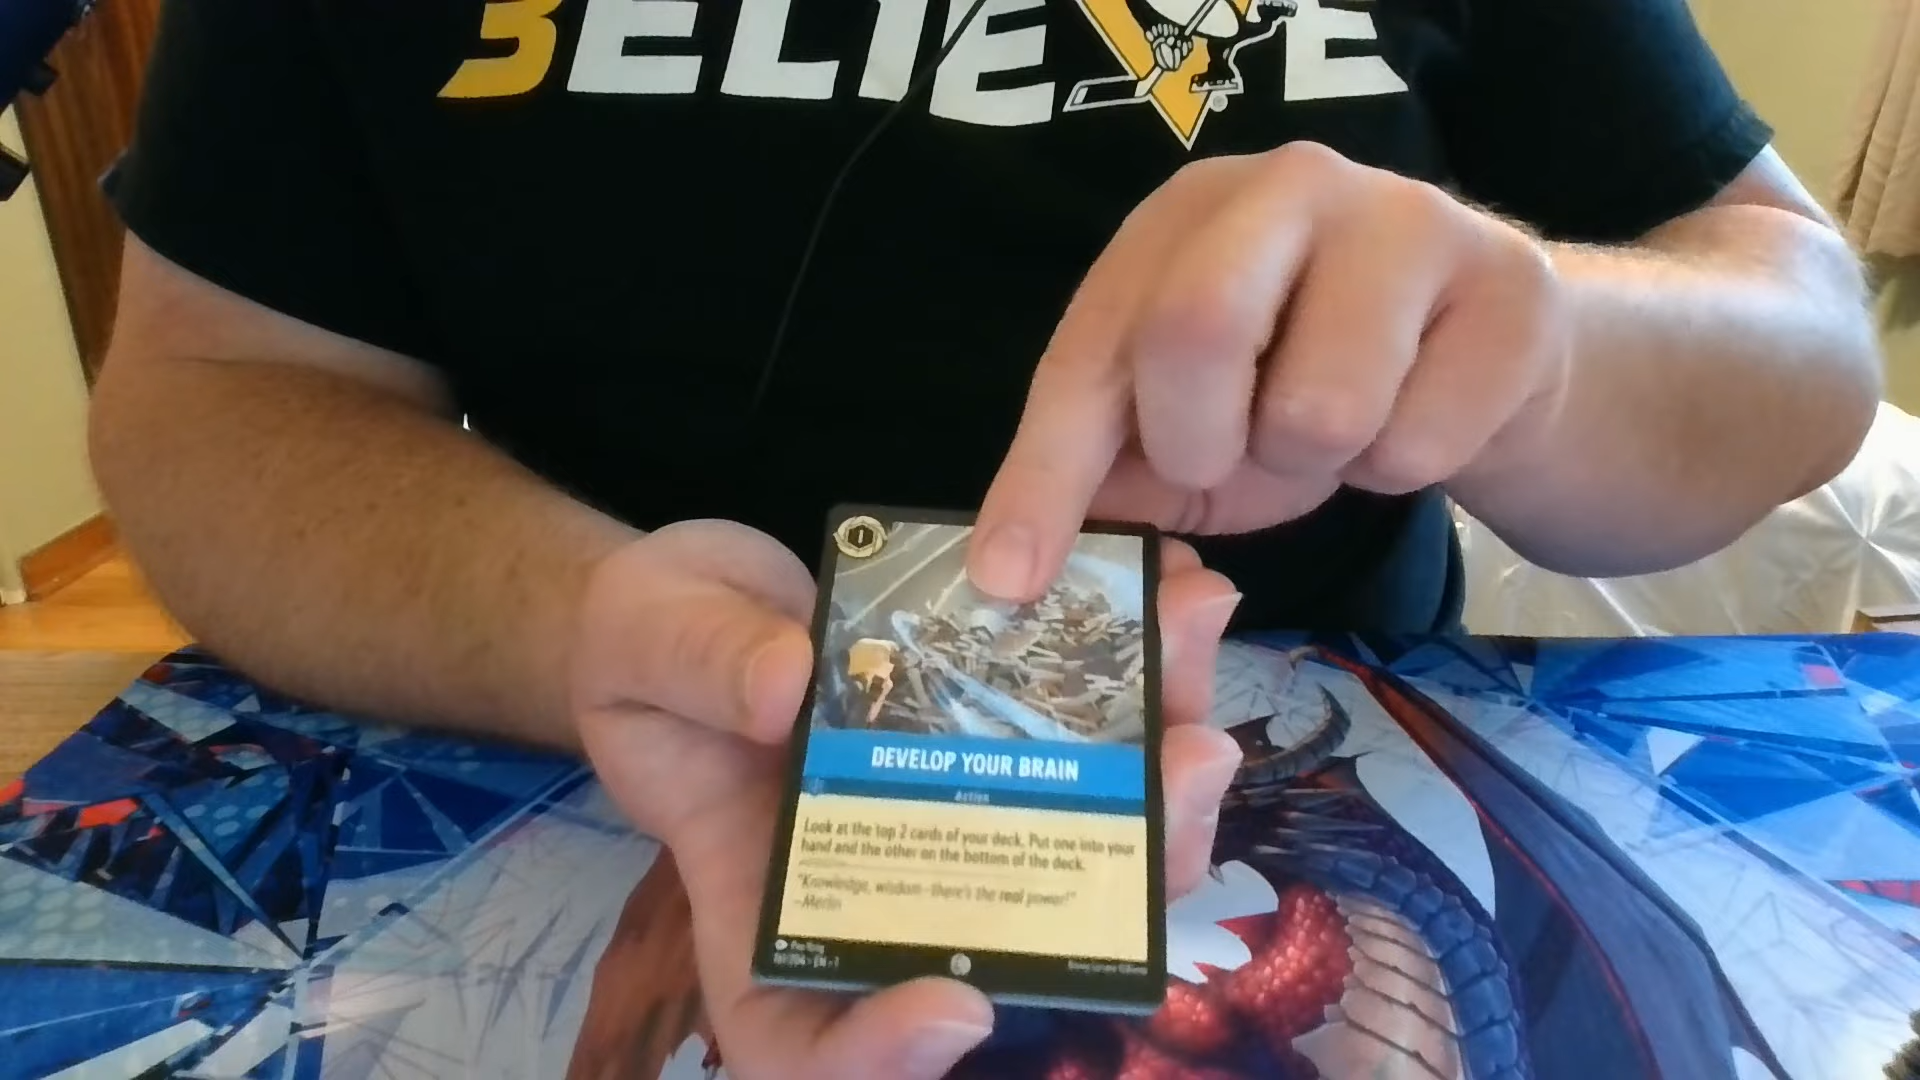 BELIEVE
1
DEVELOP YOUR BRAIN
Action
Look at the top 2 cards of your deck. Put one into your
hand and the other on the bottom of the deck.
"Knowledge, wisdom—there's the real power!"
—Merlin